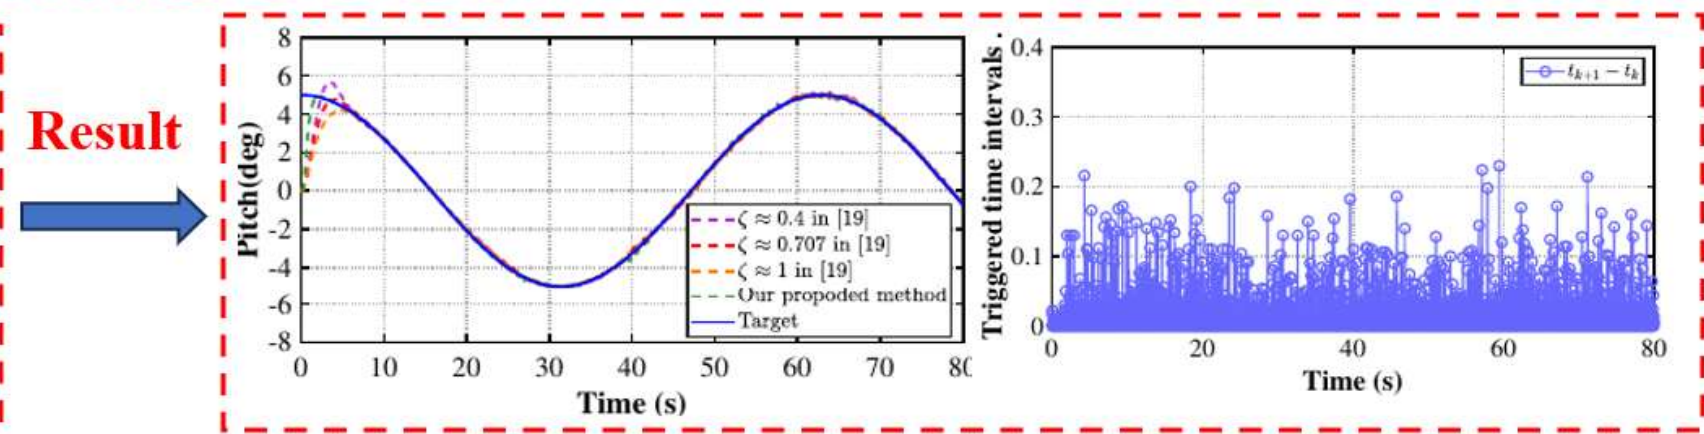 Result
Pitch(deg)
8
6
4
2
0
-2
-4
-6
-8
ζ ≈ 0.4 in [19]
ζ ≈ 0.707 in [19]
ζ ≈ 1 in [19]
Our propoded method
Target
0 10 20 30 40 50 60 70 80
Time (s)
Triggered time intervals .
0.4
0.3
0.2
0.1
0
t_{k+1} − t_k
0 20 40 60 80
Time (s)